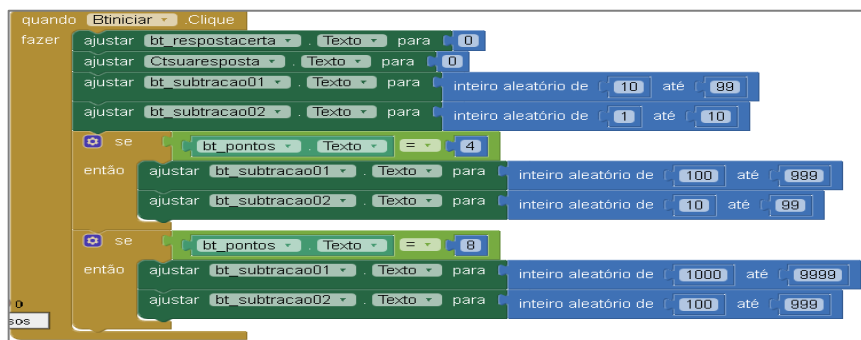 quando Btiniciar .Clique
fazer ajustar bt_respostacerta . Texto para 0
ajustar Ctsuaresposta . Texto para 0
ajustar bt_subtracao01 . Texto para inteiro aleatório de 10 até 99
ajustar bt_subtracao02 . Texto para inteiro aleatório de 1 até 10
se bt_pontos . Texto = 4
então ajustar bt_subtracao01 . Texto para inteiro aleatório de 100 até 999
ajustar bt_subtracao02 . Texto para inteiro aleatório de 10 até 99
se bt_pontos . Texto = 8
então ajustar bt_subtracao01 . Texto para inteiro aleatório de 1000 até 9999
0
ajustar bt_subtracao02 . Texto para inteiro aleatório de 100 até 999
sos